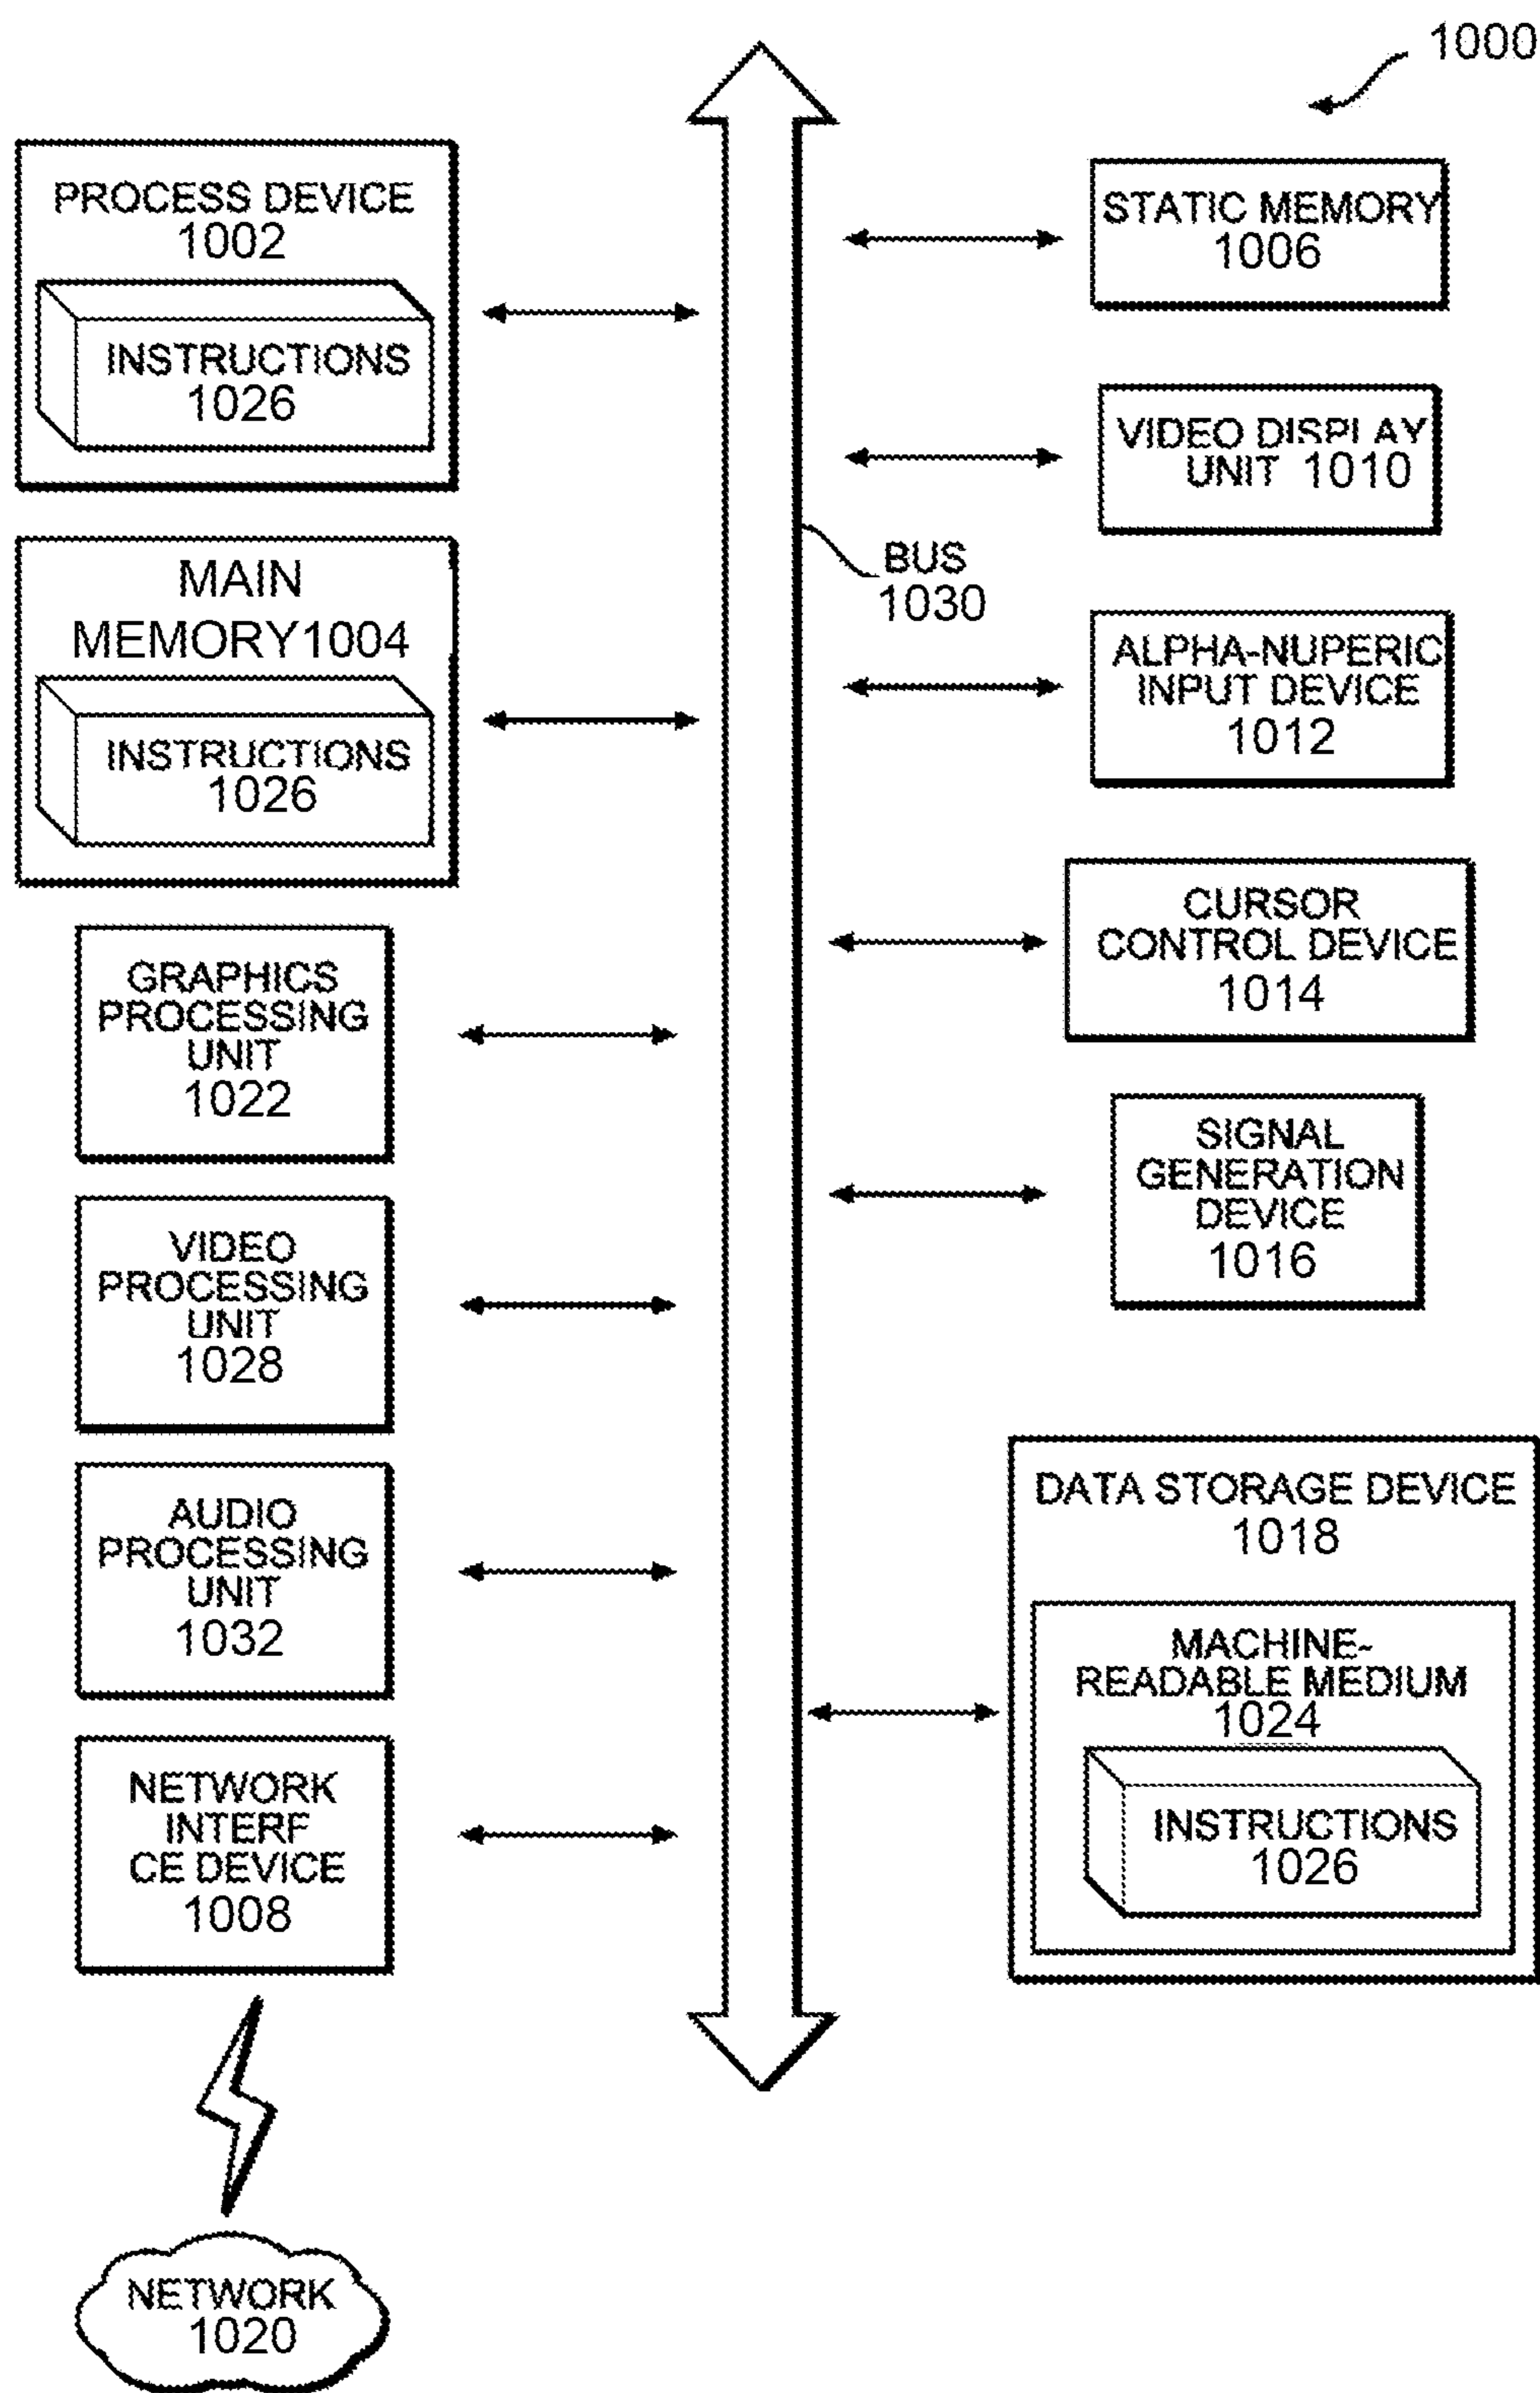 1000
PROCESS DEVICE
1002
INSTRUCTIONS
1026
MAIN
MEMORY1004
INSTRUCTIONS
1026
GRAPHICS
PROCESSING
UNIT
1022
VIDEO
PROCESSING
UNIT
1028
AUDIO
PROCESSING
UNIT
1032
NETWORK
INTERF
CE DEVICE
1008
NETWORK
1020
BUS
1030
STATIC MEMORY
1006
VIDEO DISPLAY
UNIT 1010
ALPHA-NUPERIC
INPUT DEVICE
1012
CURSOR
CONTROL DEVICE
1014
SIGNAL
GENERATION
DEVICE
1016
DATA STORAGE DEVICE
1018
MACHINE-
READABLE MEDIUM
1024
INSTRUCTIONS
1026